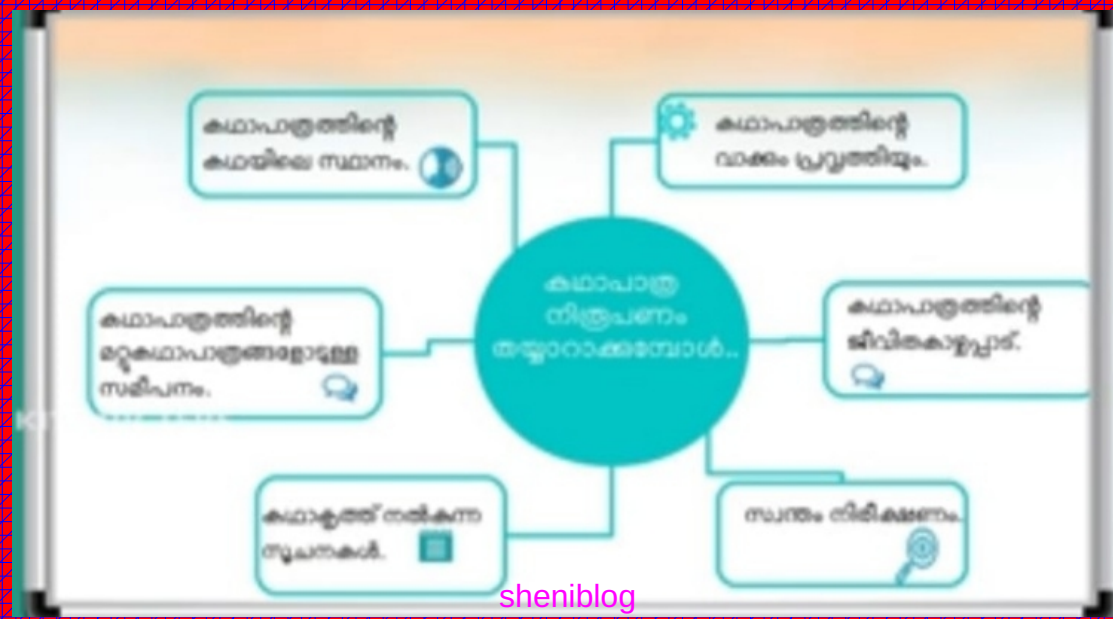 കഥാപാത്രത്തിന്റെ
കഥയിലെ സ്ഥാനം.
കഥാപാത്രത്തിന്റെ
വാക്കും പ്രവൃത്തിയും.
കഥാപാത്ര
നിരൂപണം
തയ്യാറാക്കുമ്പോൾ..
കഥാപാത്രത്തിന്റെ
മറ്റുകഥാപാത്രങ്ങളോടുള്ള
സമീപനം.
കഥാപാത്രത്തിന്റെ
ജീവിതകാഴ്ചപ്പാട്.
കഥാകൃത്ത് നൽകുന്ന
സൂചനകൾ.
സ്വന്തം നിരീക്ഷണം.
sheniblog